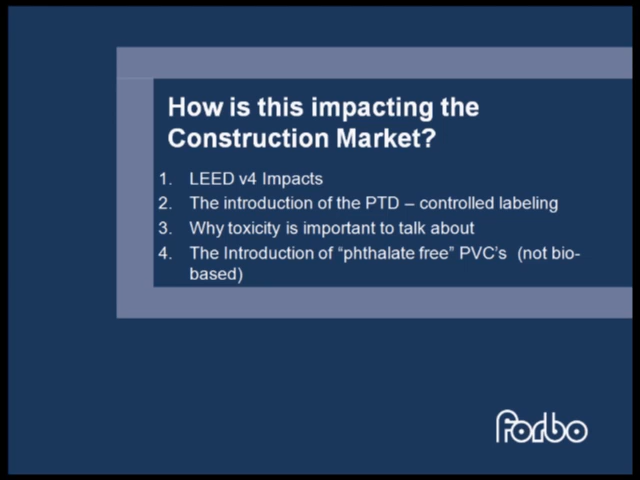 How is this impacting the
Construction Market?
1. LEED v4 Impacts
2. The introduction of the PTD – controlled labeling
3. Why toxicity is important to talk about
4. The Introduction of “phthalate free” PVC’s (not bio-
based)
forbo